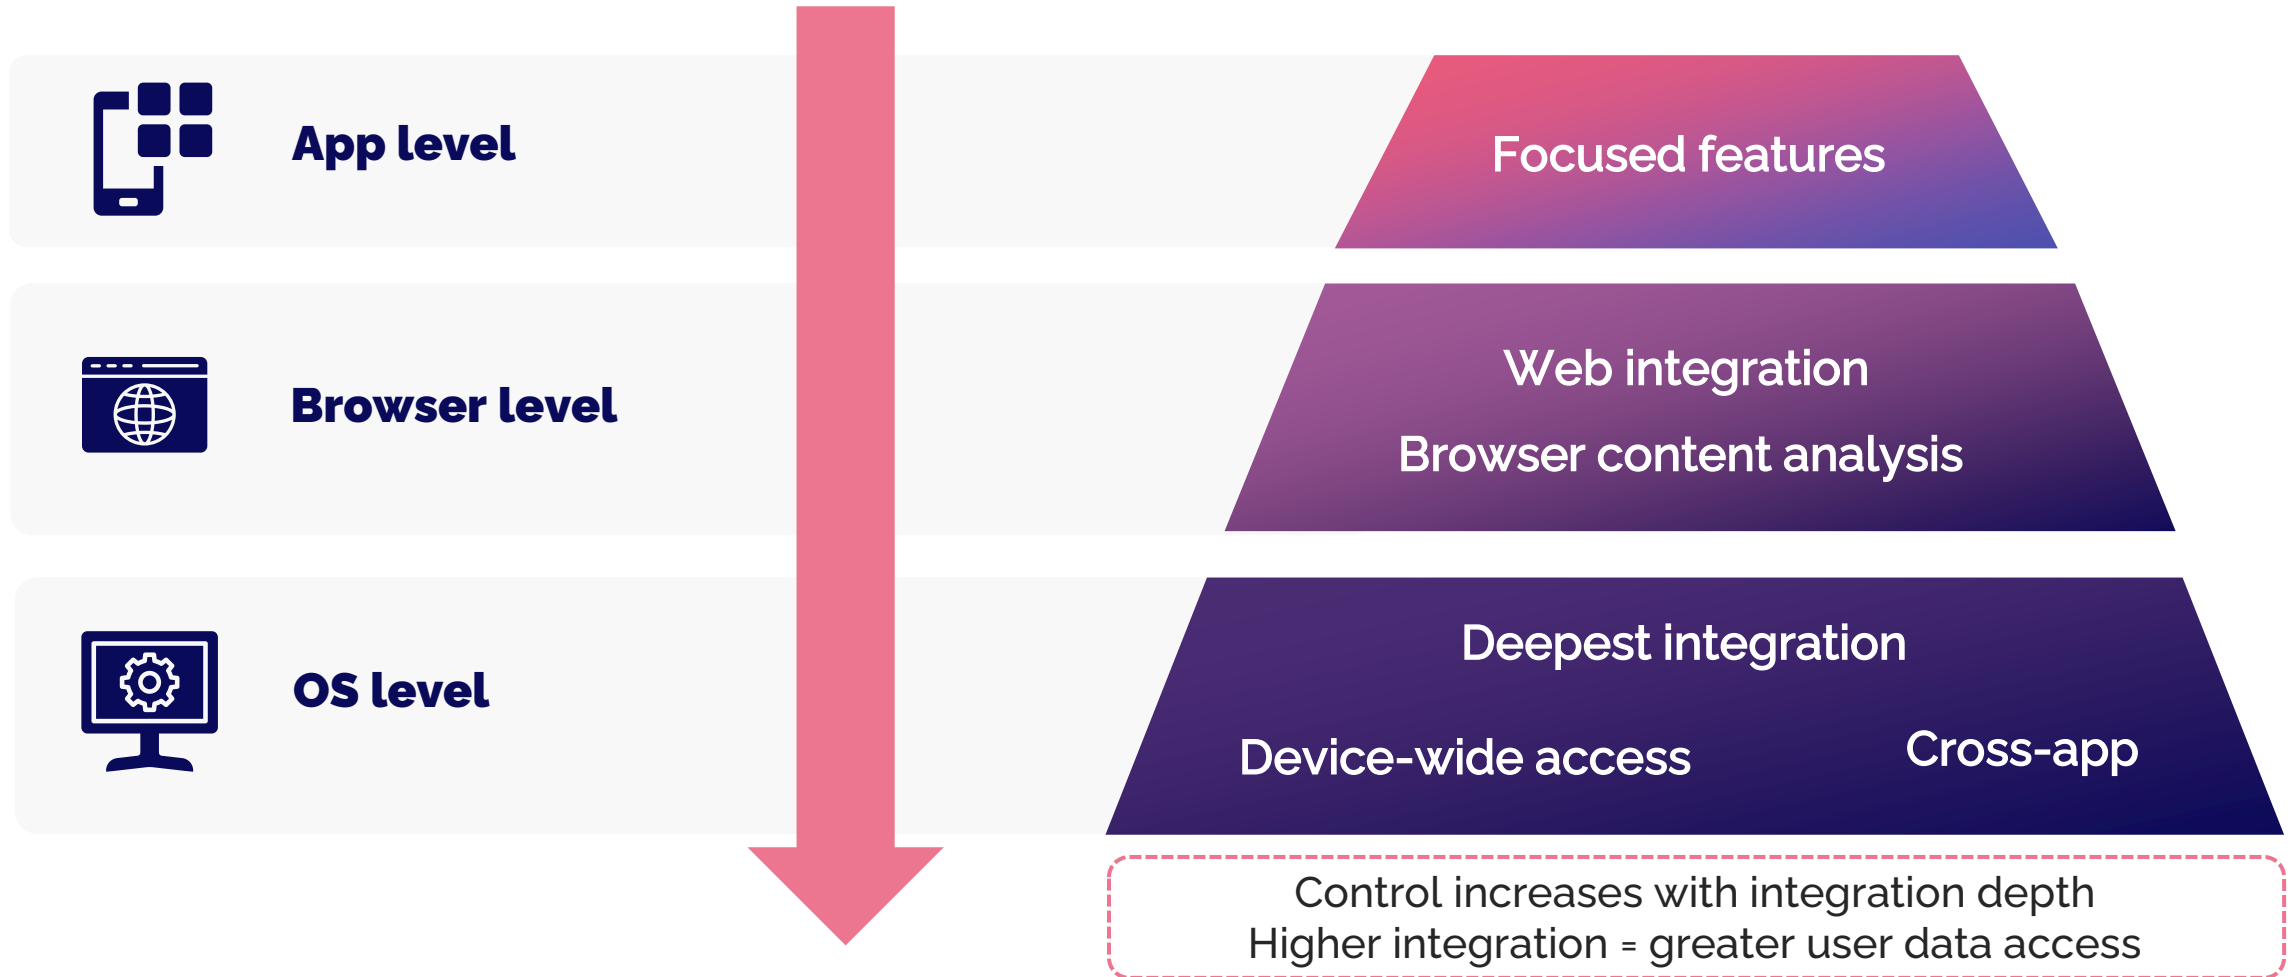 App level
Focused features
Browser level
Web integration
Browser content analysis
OS level
Deepest integration
Device-wide access
Cross-app
Control increases with integration depth
Higher integration = greater user data access